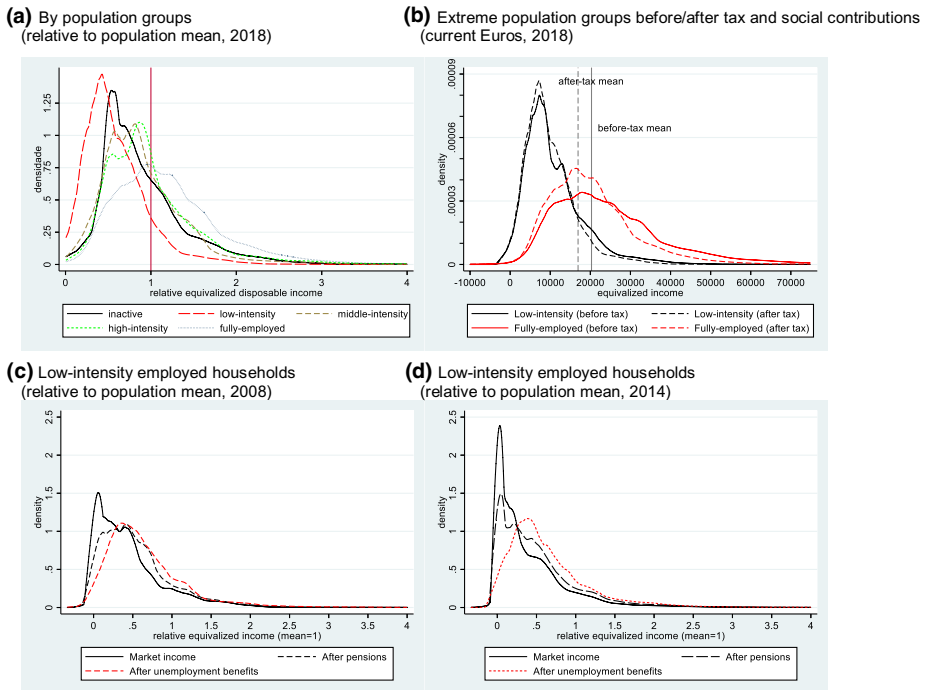 (a) By population groups
(relative to population mean, 2018)
densidade
0 .25 .5 .75 1 1.25
0 1 2 3 4
relative equivalized disposable income
inactive low-intensity middle-intensity
high-intensity fully-employed
(b) Extreme population groups before/after tax and social contributions
(current Euros, 2018)
after-tax mean
before-tax mean
density
0 .00003 .00006 .00009
-10000 0 10000 20000 30000 40000 50000 60000 70000
equivalized income
Low-intensity (before tax) Low-intensity (after tax)
Fully-employed (before tax) Fully-employed (after tax)
(c) Low-intensity employed households
(relative to population mean, 2008)
density
0 .5 1 1.5 2 2.5
0 .5 1 1.5 2 2.5 3 3.5 4
relative equivalized income (mean=1)
Market income After pensions
After unemployment benefits
(d) Low-intensity employed households
(relative to population mean, 2014)
density
0 .5 1 1.5 2 2.5
0 .5 1 1.5 2 2.5 3 3.5 4
relative equivalized income (mean=1)
Market income After pensions
After unemployment benefits